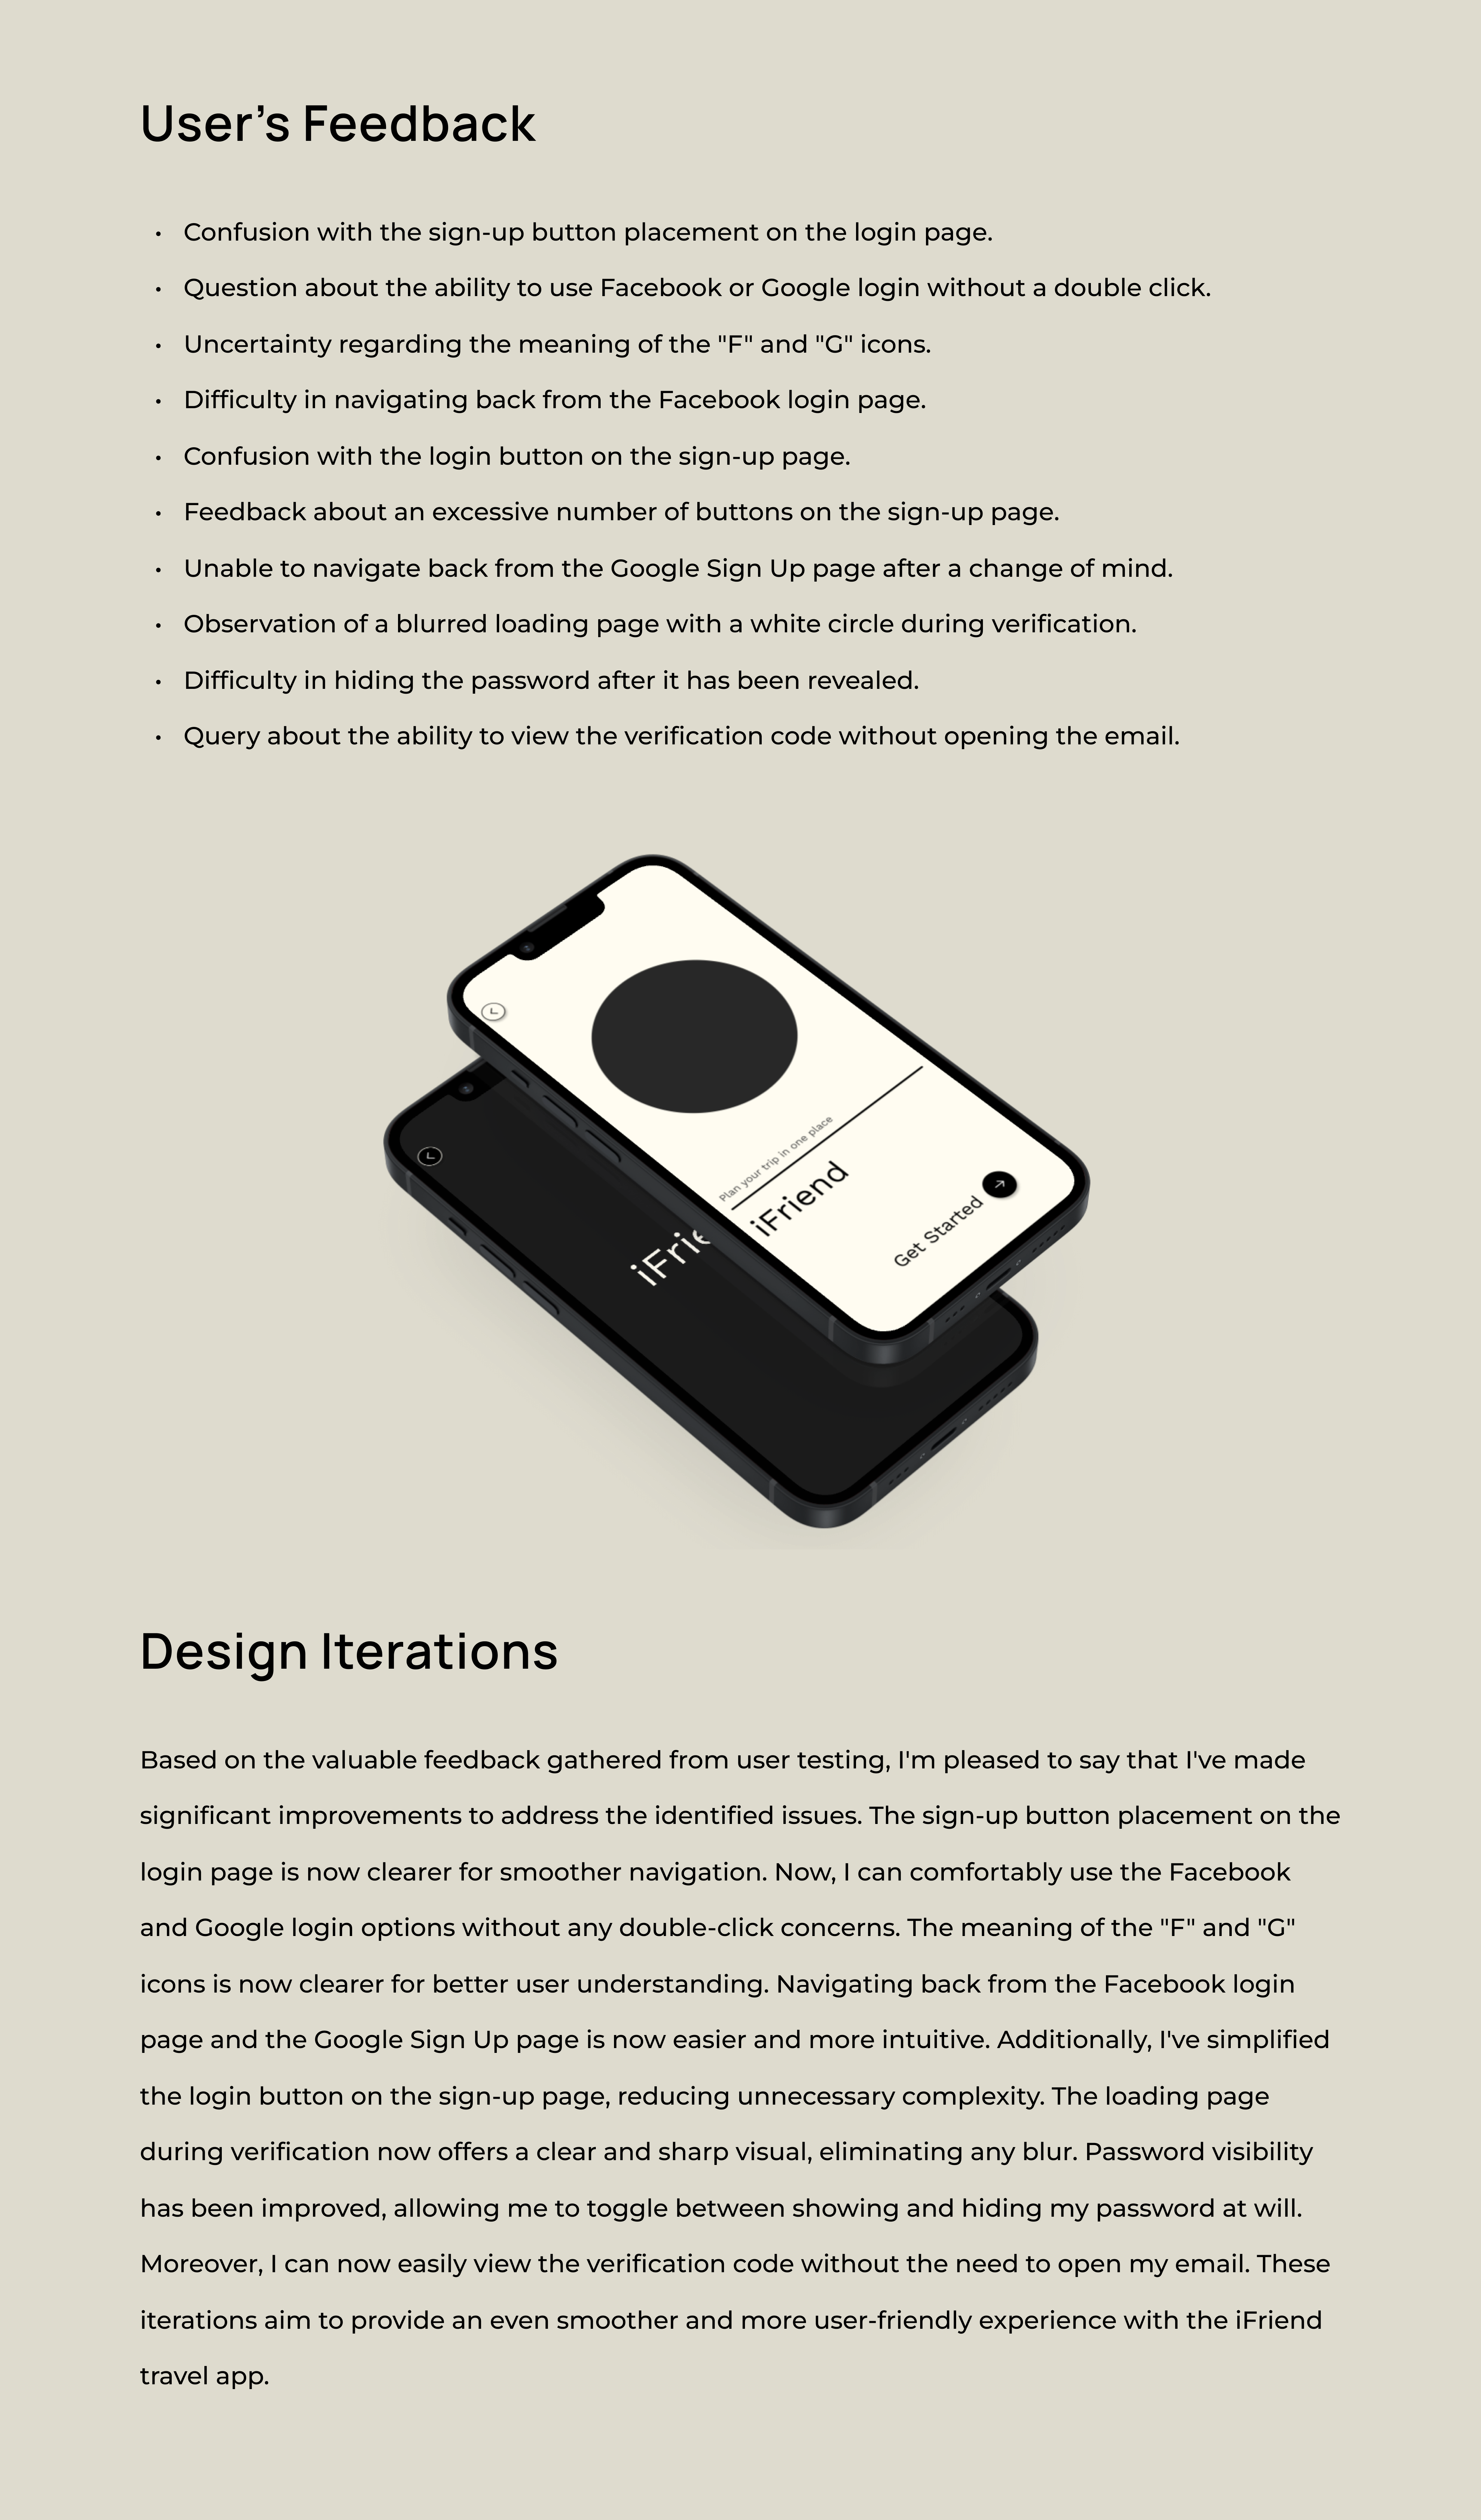 User’s Feedback
• Confusion with the sign-up button placement on the login page.
• Question about the ability to use Facebook or Google login without a double click.
• Uncertainty regarding the meaning of the "F" and "G" icons.
• Difficulty in navigating back from the Facebook login page.
• Confusion with the login button on the sign-up page.
• Feedback about an excessive number of buttons on the sign-up page.
• Unable to navigate back from the Google Sign Up page after a change of mind.
• Observation of a blurred loading page with a white circle during verification.
• Difficulty in hiding the password after it has been revealed.
• Query about the ability to view the verification code without opening the email.
Plan your trip in one place
iFriend
Get Started
iFrie
Design Iterations
Based on the valuable feedback gathered from user testing, I'm pleased to say that I've made
significant improvements to address the identified issues. The sign-up button placement on the
login page is now clearer for smoother navigation. Now, I can comfortably use the Facebook
and Google login options without any double-click concerns. The meaning of the "F" and "G"
icons is now clearer for better user understanding. Navigating back from the Facebook login
page and the Google Sign Up page is now easier and more intuitive. Additionally, I've simplified
the login button on the sign-up page, reducing unnecessary complexity. The loading page
during verification now offers a clear and sharp visual, eliminating any blur. Password visibility
has been improved, allowing me to toggle between showing and hiding my password at will.
Moreover, I can now easily view the verification code without the need to open my email. These
iterations aim to provide an even smoother and more user-friendly experience with the iFriend
travel app.